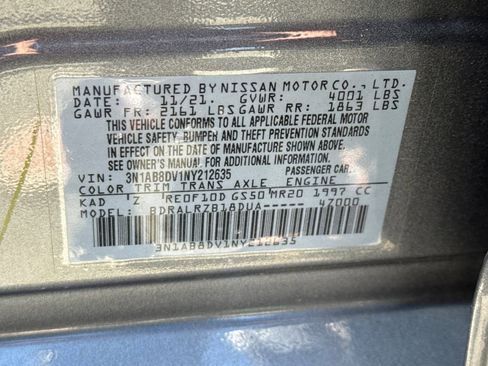 MANUFACTURED BY NISSAN MOTOR CO., LTD.
DATE: 11/21. GVWR: 4001 LBS
GAWR FR: 2161 LBS GAWR RR: 1863 LBS
THIS VEHICLE CONFORMS TO ALL APPLICABLE FEDERAL MOTOR
VEHICLE SAFETY, BUMPER AND THEFT PREVENTION STANDARDS
IN EFFECT ON THE DATE OF MANUFACTURE SHOWN ABOVE.
SEE OWNER'S MANUAL FOR ADDITIONAL INFORMATION
VIN: 3N1AB8DV1NY212635 PASSENGER CAR
COLOR TRIM TRANS AXLE ENGINE
KAD Z RE0F10D GS50 MR20 1997 CC
MODEL: BDRALRZB18DUA----- 47000
3N1AB8DV1NY212635